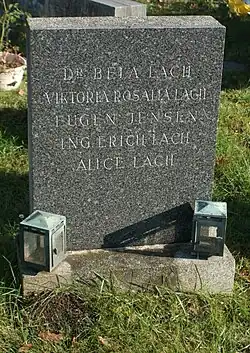 DR BELA LACH
VIKTORIA ROSALIA LACH
EUGEN JENSEN
ING. ERICH LACH
ALICE LACH